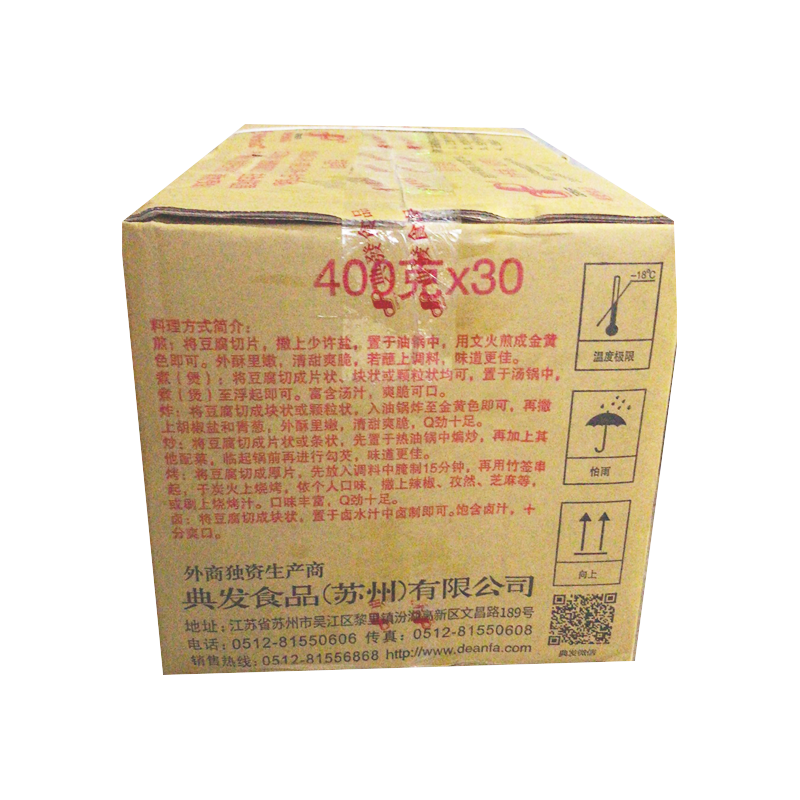 發食品
發食
400克x30
-18℃
料理方式简介:
煎:将豆腐切片,撒上少许盐,置于油锅中,用文火煎成金黄
色即可。外酥里嫩,清甜爽脆,若蘸上调料,味道更佳。
煮(煲):将豆腐切成片状、块状或颗粒状均可,置于汤锅中,
煮(煲)至浮起即可。富含汤汁,爽脆可口。
炸:将豆腐切成块状或颗粒状,入油锅炸至金黄色即可,再撒
上胡椒盐和青葱,外酥里嫩,清甜爽脆,Q劲十足。
炒:将豆腐切成片状或条状,先置于热油锅中煸炒,再加上其
他配菜,临起锅前再进行勾芡,味道更佳。
烤:将豆腐切成厚片,先放入调料中腌制15分钟,再用竹签串
起,于炭火上烧烤,依个人口味,撒上辣椒、孜然、芝麻等,
或刷上烧烤汁。口味丰富,Q劲十足。
卤:将豆腐切成块状,置于卤水汁中卤制即可。饱含卤汁,十
分爽口。
温度极限
怕雨
向上
外商独资生产商
典发食品(苏州)有限公司
地址:江苏省苏州市吴江区黎里镇汾湖高新区文昌路189号
电话:0512-81550606 传真:0512-81550608
销售热线:0512-81556868 http://www.deanfa.com
典发微信